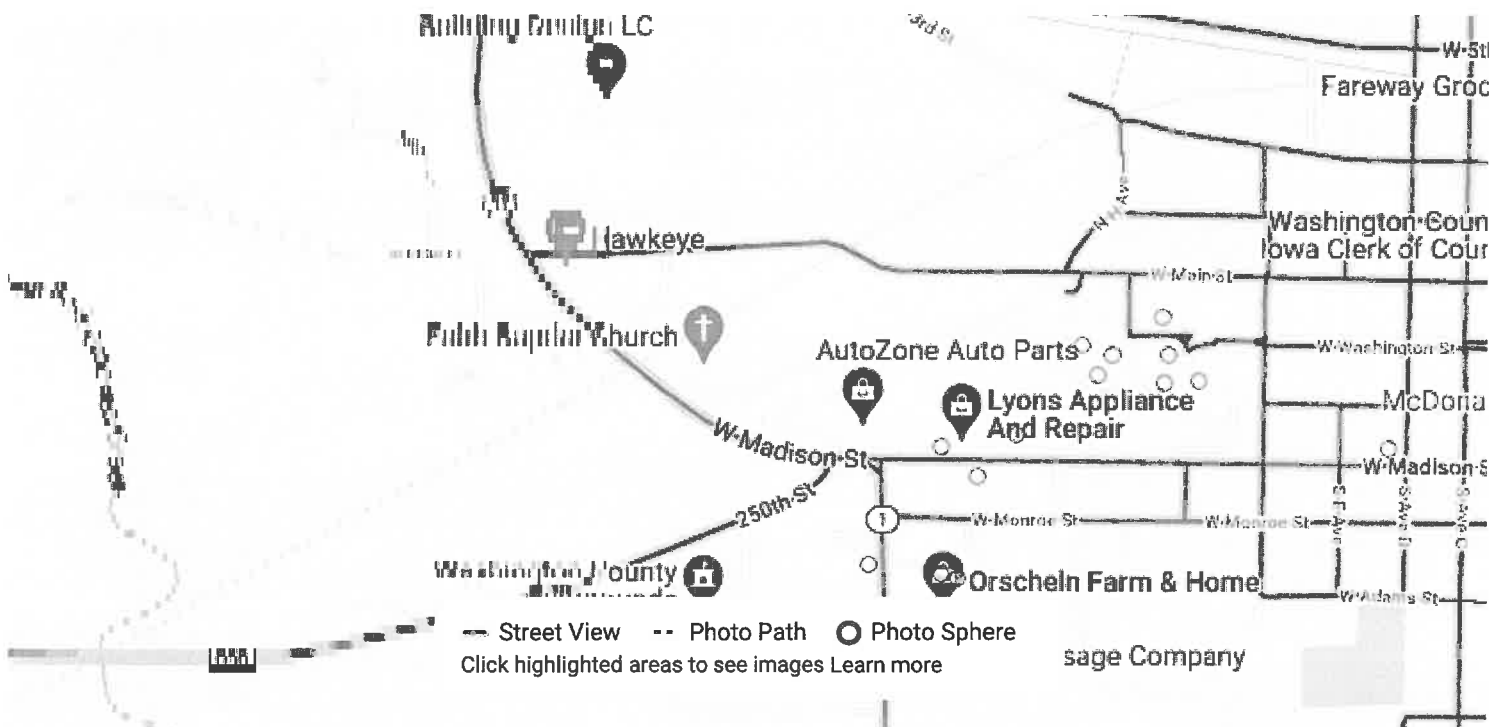 Building Design LC
3rd St
W 5th
Fareway Groc
N H Ave
Washington Coun
Iowa Clerk of Cour
Hawkeye
W Main St
Church
AutoZone Auto Parts
W Washington St
Lyons Appliance
And Repair
McDona
W Madison St
W Madison S
250th St
1
W Monroe St
W Monroe St
S E Ave
S Ave D
S Ave C
County
Orscheln Farm & Home
W Adams St
Street View
Photo Path
Photo Sphere
Click highlighted areas to see images Learn more
sage Company